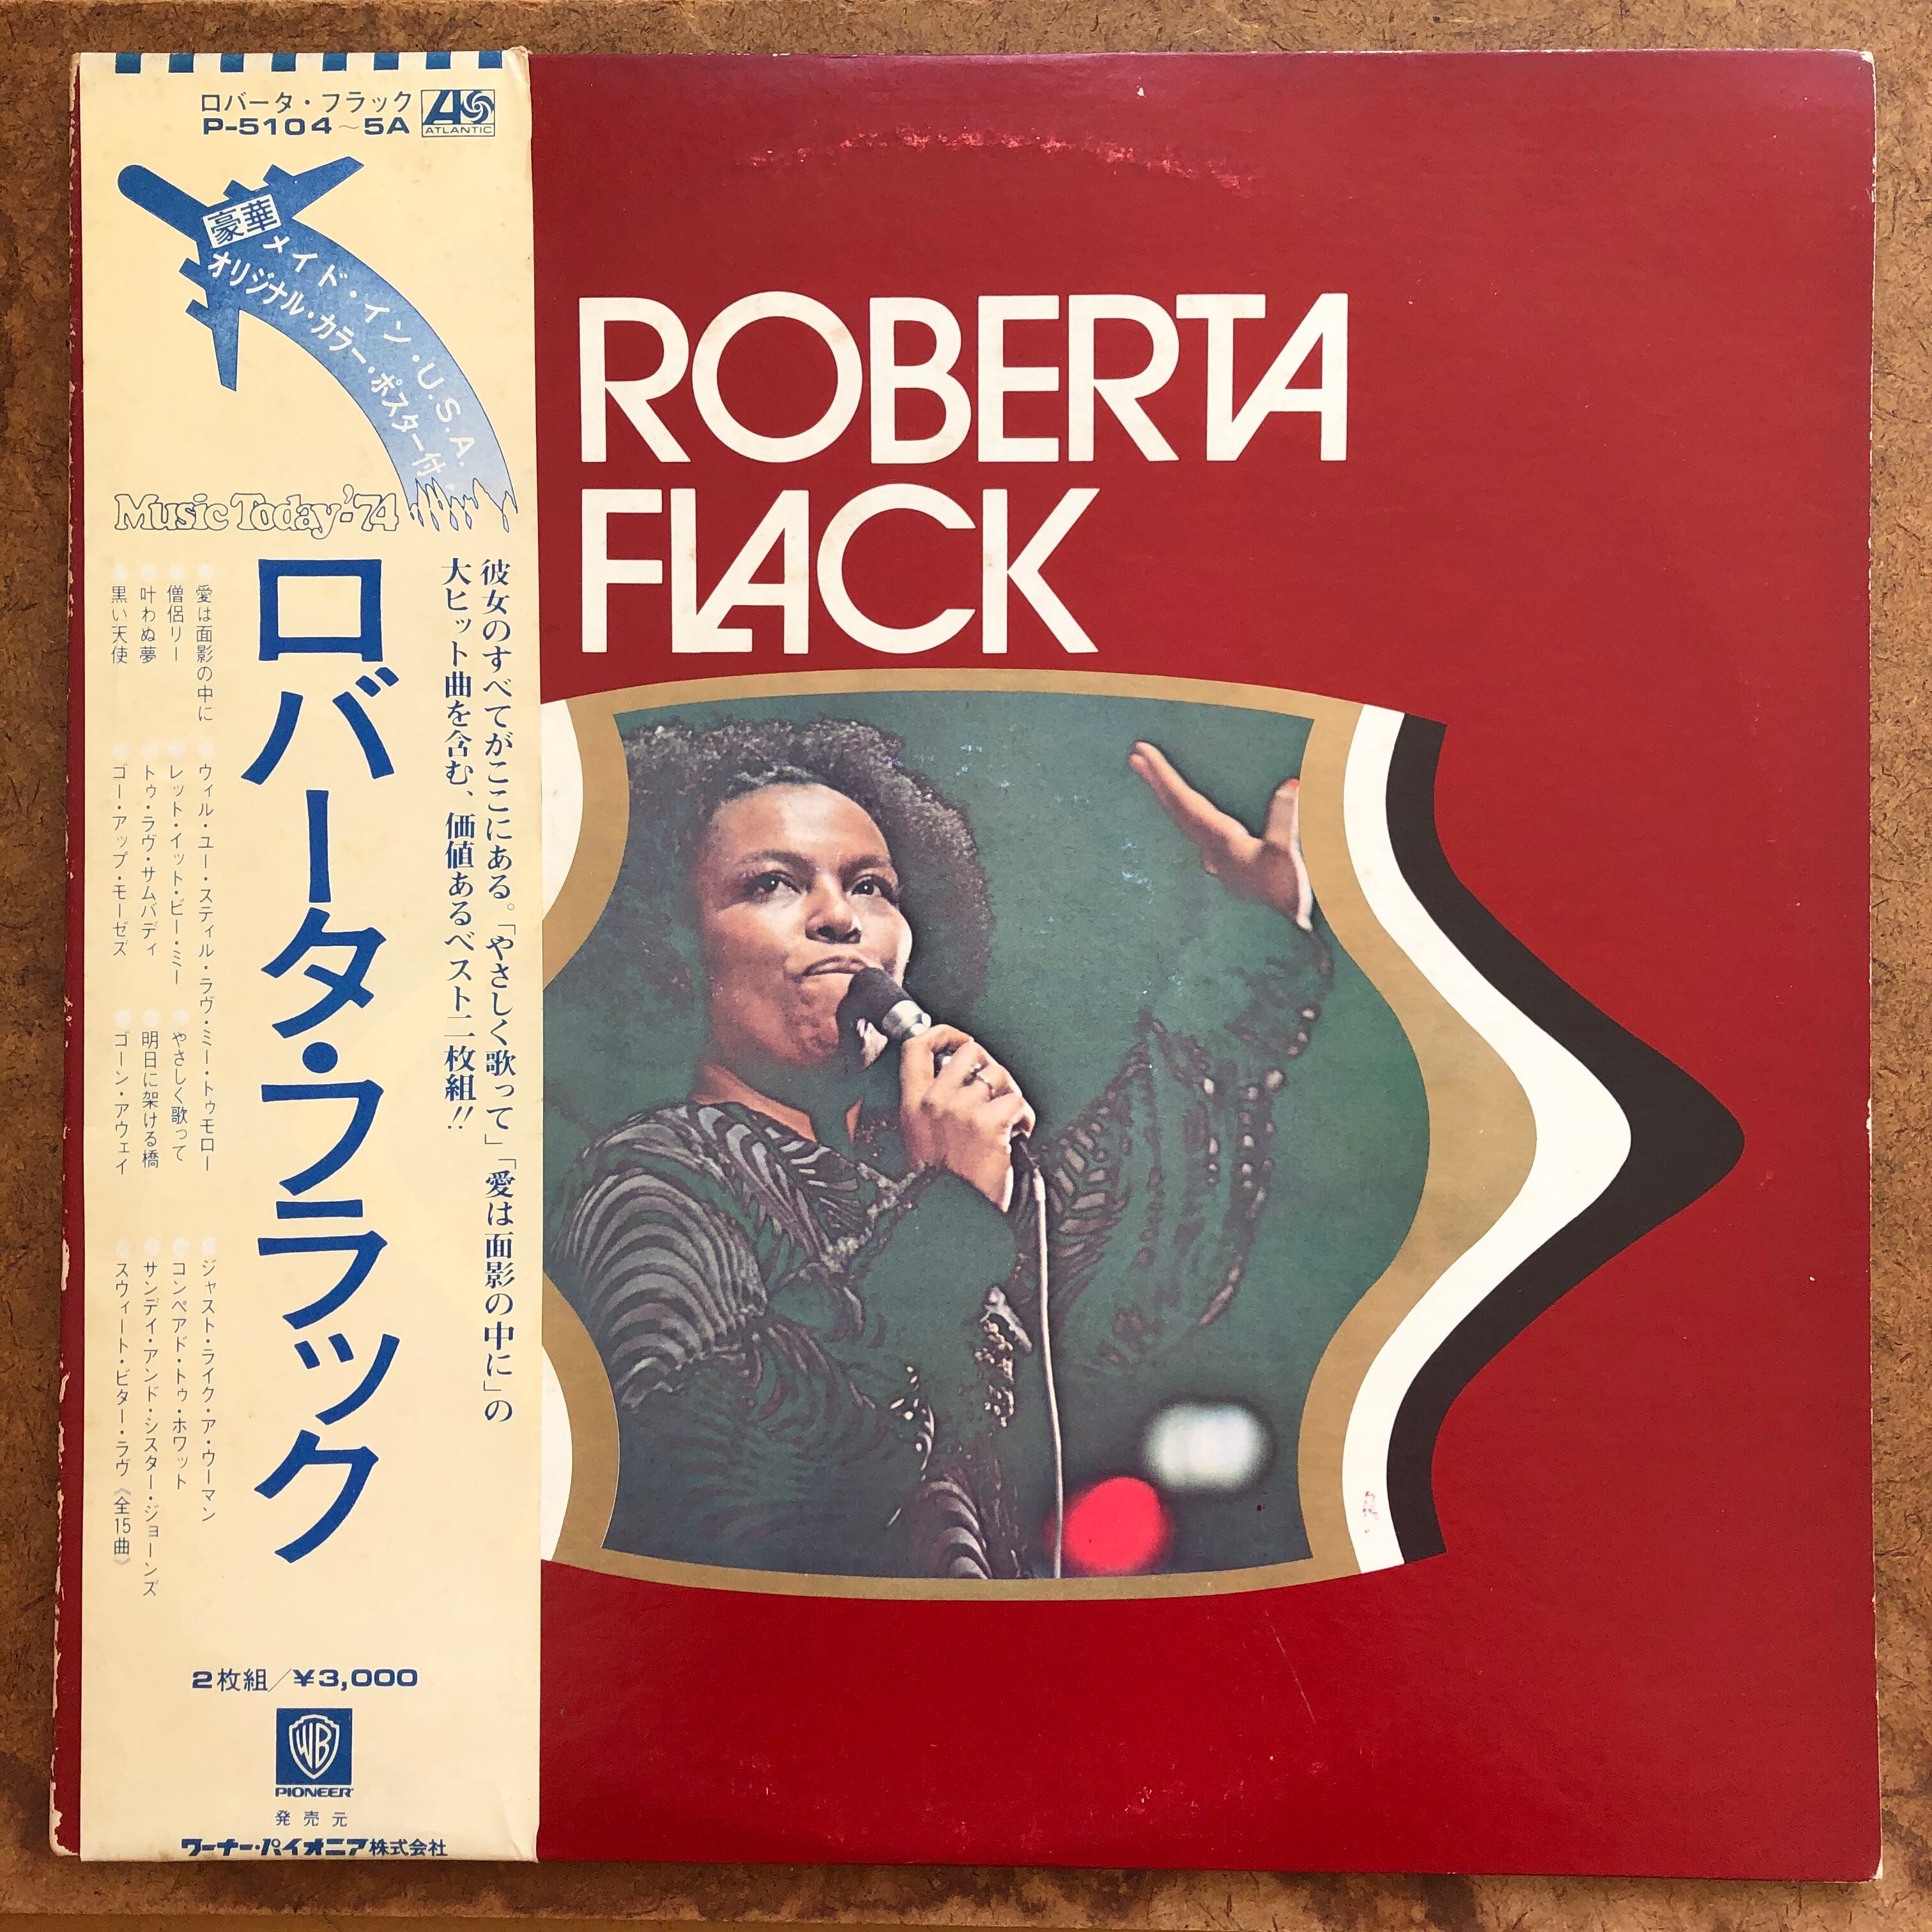 ロバータ・フラック
P-5104~5A
ATLANTIC
豪華
メイド・イン・U.S.A.
オリジナル・カラー・ポスター付
Music Today-'74
彼女のすべてがここにある。「やさしく歌って」「愛は面影の中に」の
大ヒット曲を含む、価値あるベスト二枚組!!
ロバータ・フラック
愛は面影の中に
僧侶リー
叶わぬ夢
黒い天使
ウィル・ユー・スティル・ラヴ・ミー・トゥモロー
レット・イット・ビー・ミー
トゥ・ラヴ・サムバディ
ゴー・アップ・モーゼズ
やさしく歌って
明日に架ける橋
ゴーン・アウェイ
ジャスト・ライク・ア・ウーマン
コンペアド・トゥ・ホワット
サンデイ・アンド・シスター・ジョーンズ
スウィート・ビター・ラヴ《全15曲》
2枚組/¥3,000
WB
PIONEER
発売元
ワーナー・パイオニア株式会社
ROBERTA
FLACK